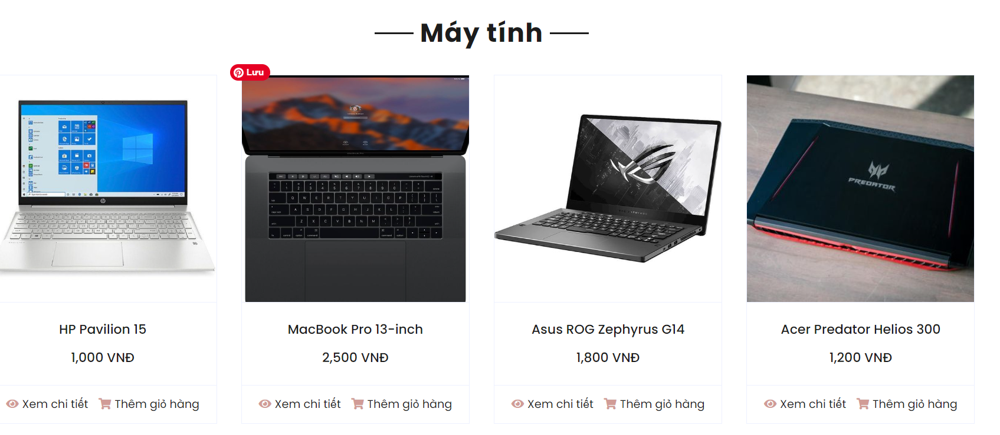 Máy tính
Lưu
PREDATOR
HP Pavilion 15
MacBook Pro 13-inch
Asus ROG Zephyrus G14
Acer Predator Helios 300
1,000 VNĐ
2,500 VNĐ
1,800 VNĐ
1,200 VNĐ
Xem chi tiết Thêm giỏ hàng
Xem chi tiết Thêm giỏ hàng
Xem chi tiết Thêm giỏ hàng
Xem chi tiết Thêm giỏ hàng